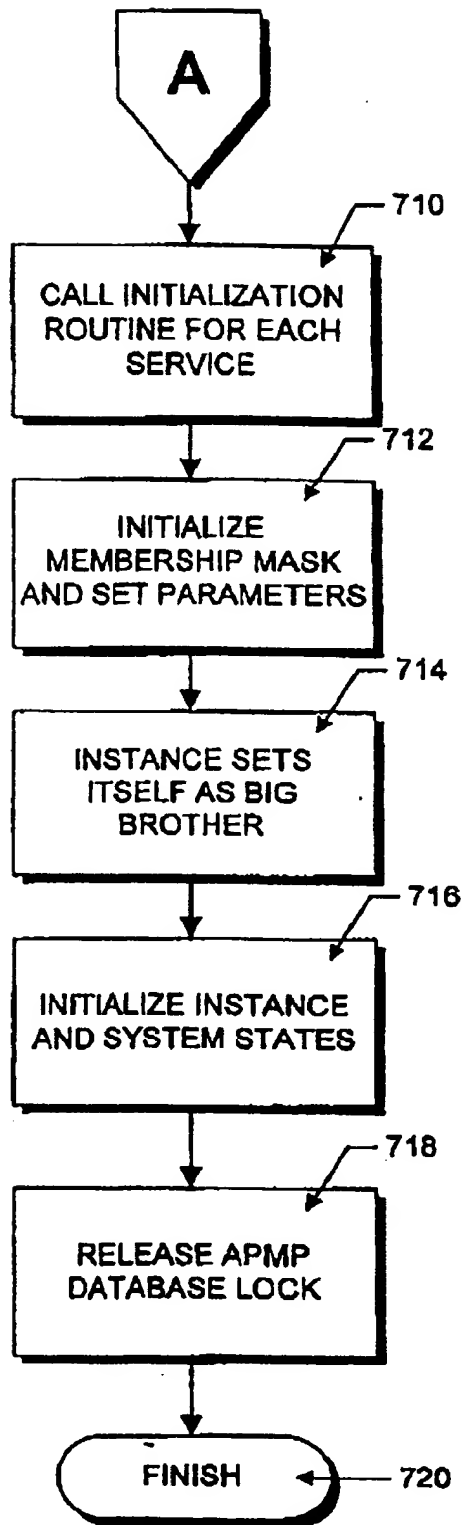 A
710
CALL INITIALIZATION
ROUTINE FOR EACH
SERVICE
712
INITIALIZE
MEMBERSHIP MASK
AND SET PARAMETERS
714
INSTANCE SETS
ITSELF AS BIG
BROTHER
716
INITIALIZE INSTANCE
AND SYSTEM STATES
718
RELEASE APMP
DATABASE LOCK
FINISH
720